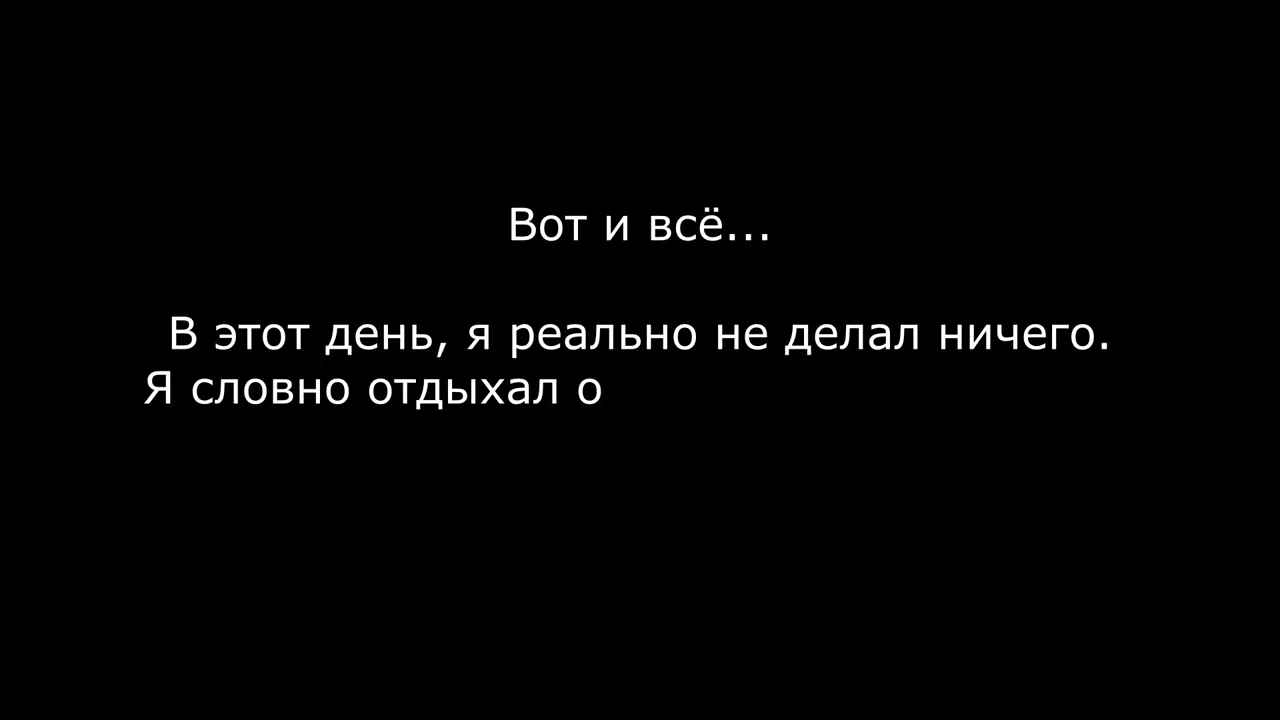 Вот и всё...
В этот день, я реально не делал ничего.
Я словно отдыхал о